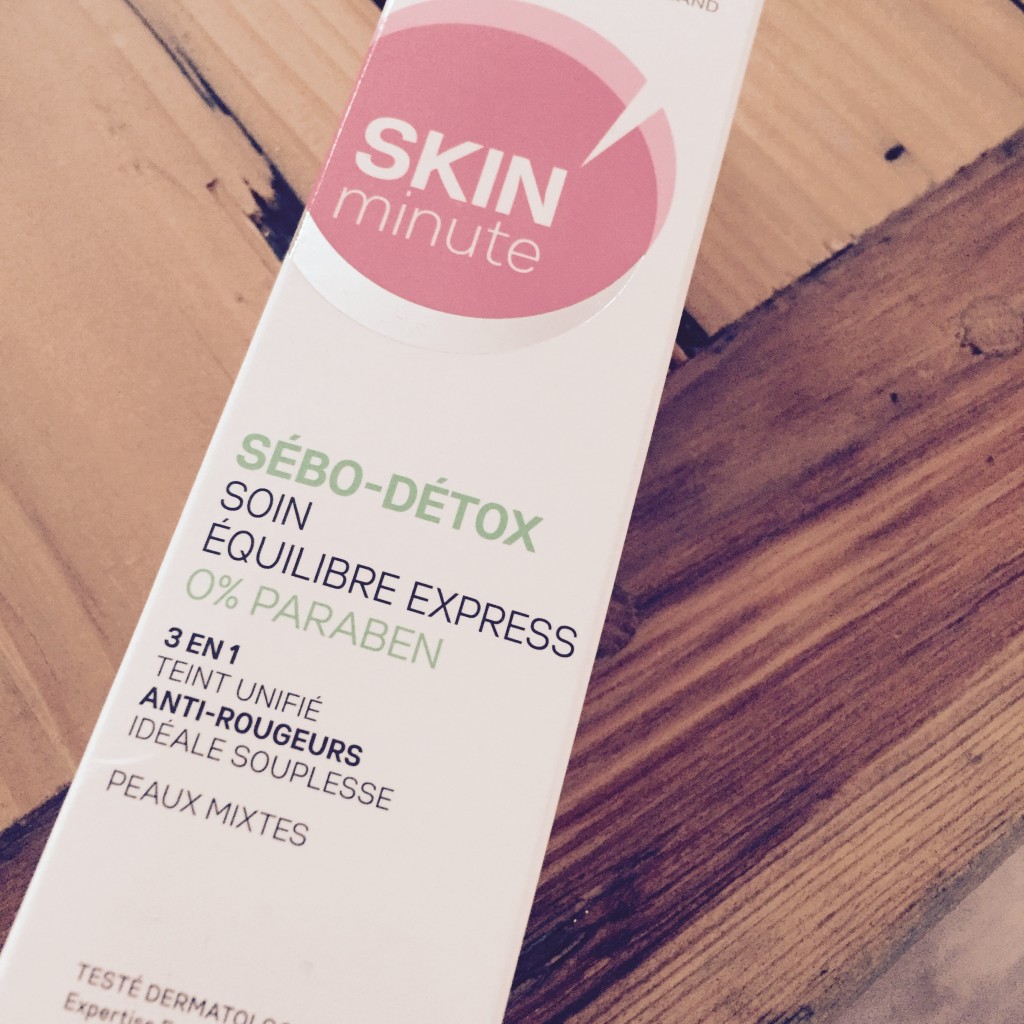 SKIN
minute
SÉBO-DÉTOX
SOIN
ÉQUILIBRE EXPRESS
0% PARABEN
3 EN 1
TEINT UNIFIÉ
ANTI-ROUGEURS
IDÉALE SOUPLESSE
PEAUX MIXTES
TESTÉ